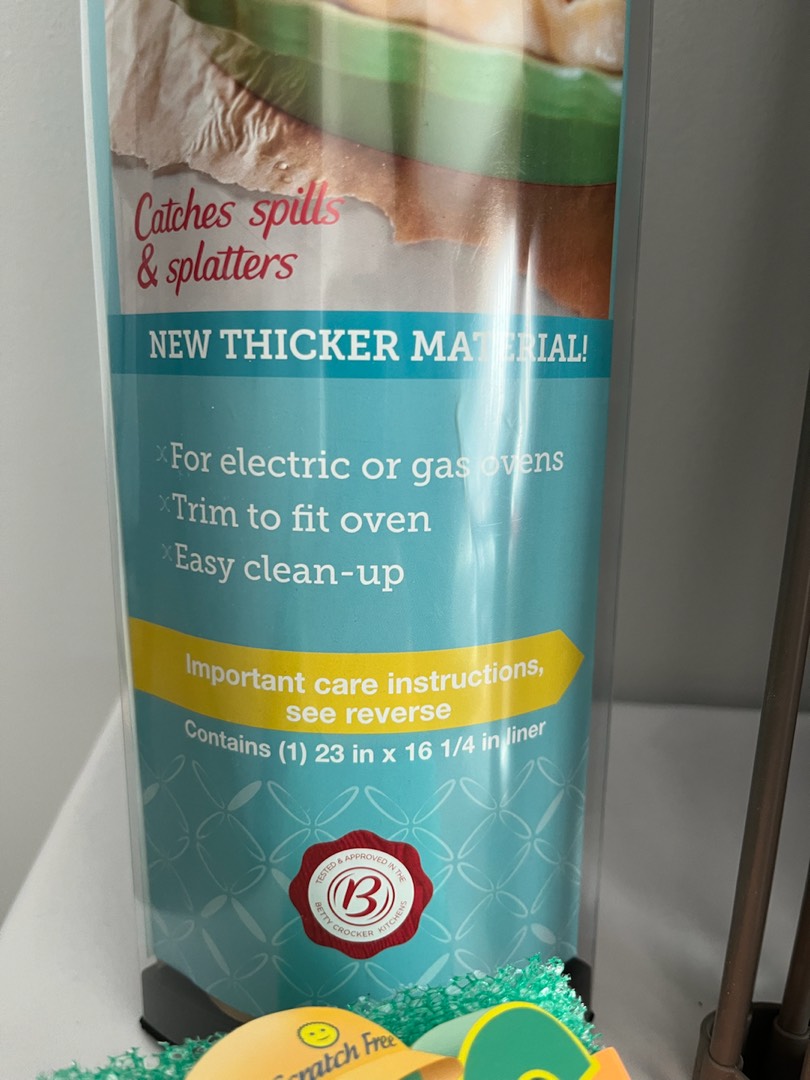 Catches spills
& splatters
NEW THICKER MATERIAL!
For electric or gas ovens
Trim to fit oven
Easy clean-up
Important care instructions,
see reverse
Contains (1) 23 in x 16 1/4 in liner
TESTED & APPROVED IN THE
B
BETTY CROCKER KITCHENS
Scratch Free